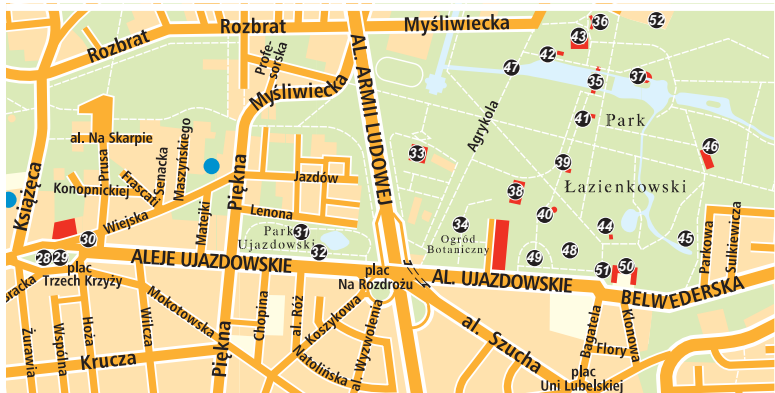 Rozbrat
Rozbrat
Myśliwiecka
36
52
43
42
47
35
37
Profe-
sorska
AL. ARMII LUDOWEJ
Myśliwiecka
Agrykola
41
Park
al. Na Skarpie
Prusa
Frascati
Senacka
Maszyńskiego
33
46
39
Konopnickiej
Książęca
Piękna
Jazdów
38
Łazienkowski
Wiejska
Matejki
Lenona
40
34
44
Park
Ujazdowski
31
32
Ogród
Botaniczny
30
28
29
49
48
45
Parkowa
Sulkiewicza
ALEJE UJAZDOWSKIE
plac
Trzech Krzyży
plac
Na Rozdrożu
AL. UJAZDOWSKIE
51
50
BELWEDERSKA
racka
Mokotowska
Żurawia
Wspólna
Hoża
Wilcza
Krucza
Piękna
Chopina
al. Róż
Koszykowa
Natolińska
al. Wyzwolenia
al. Szucha
Bagatela
Klonowa
Flory
plac
Uni Lubelskiej